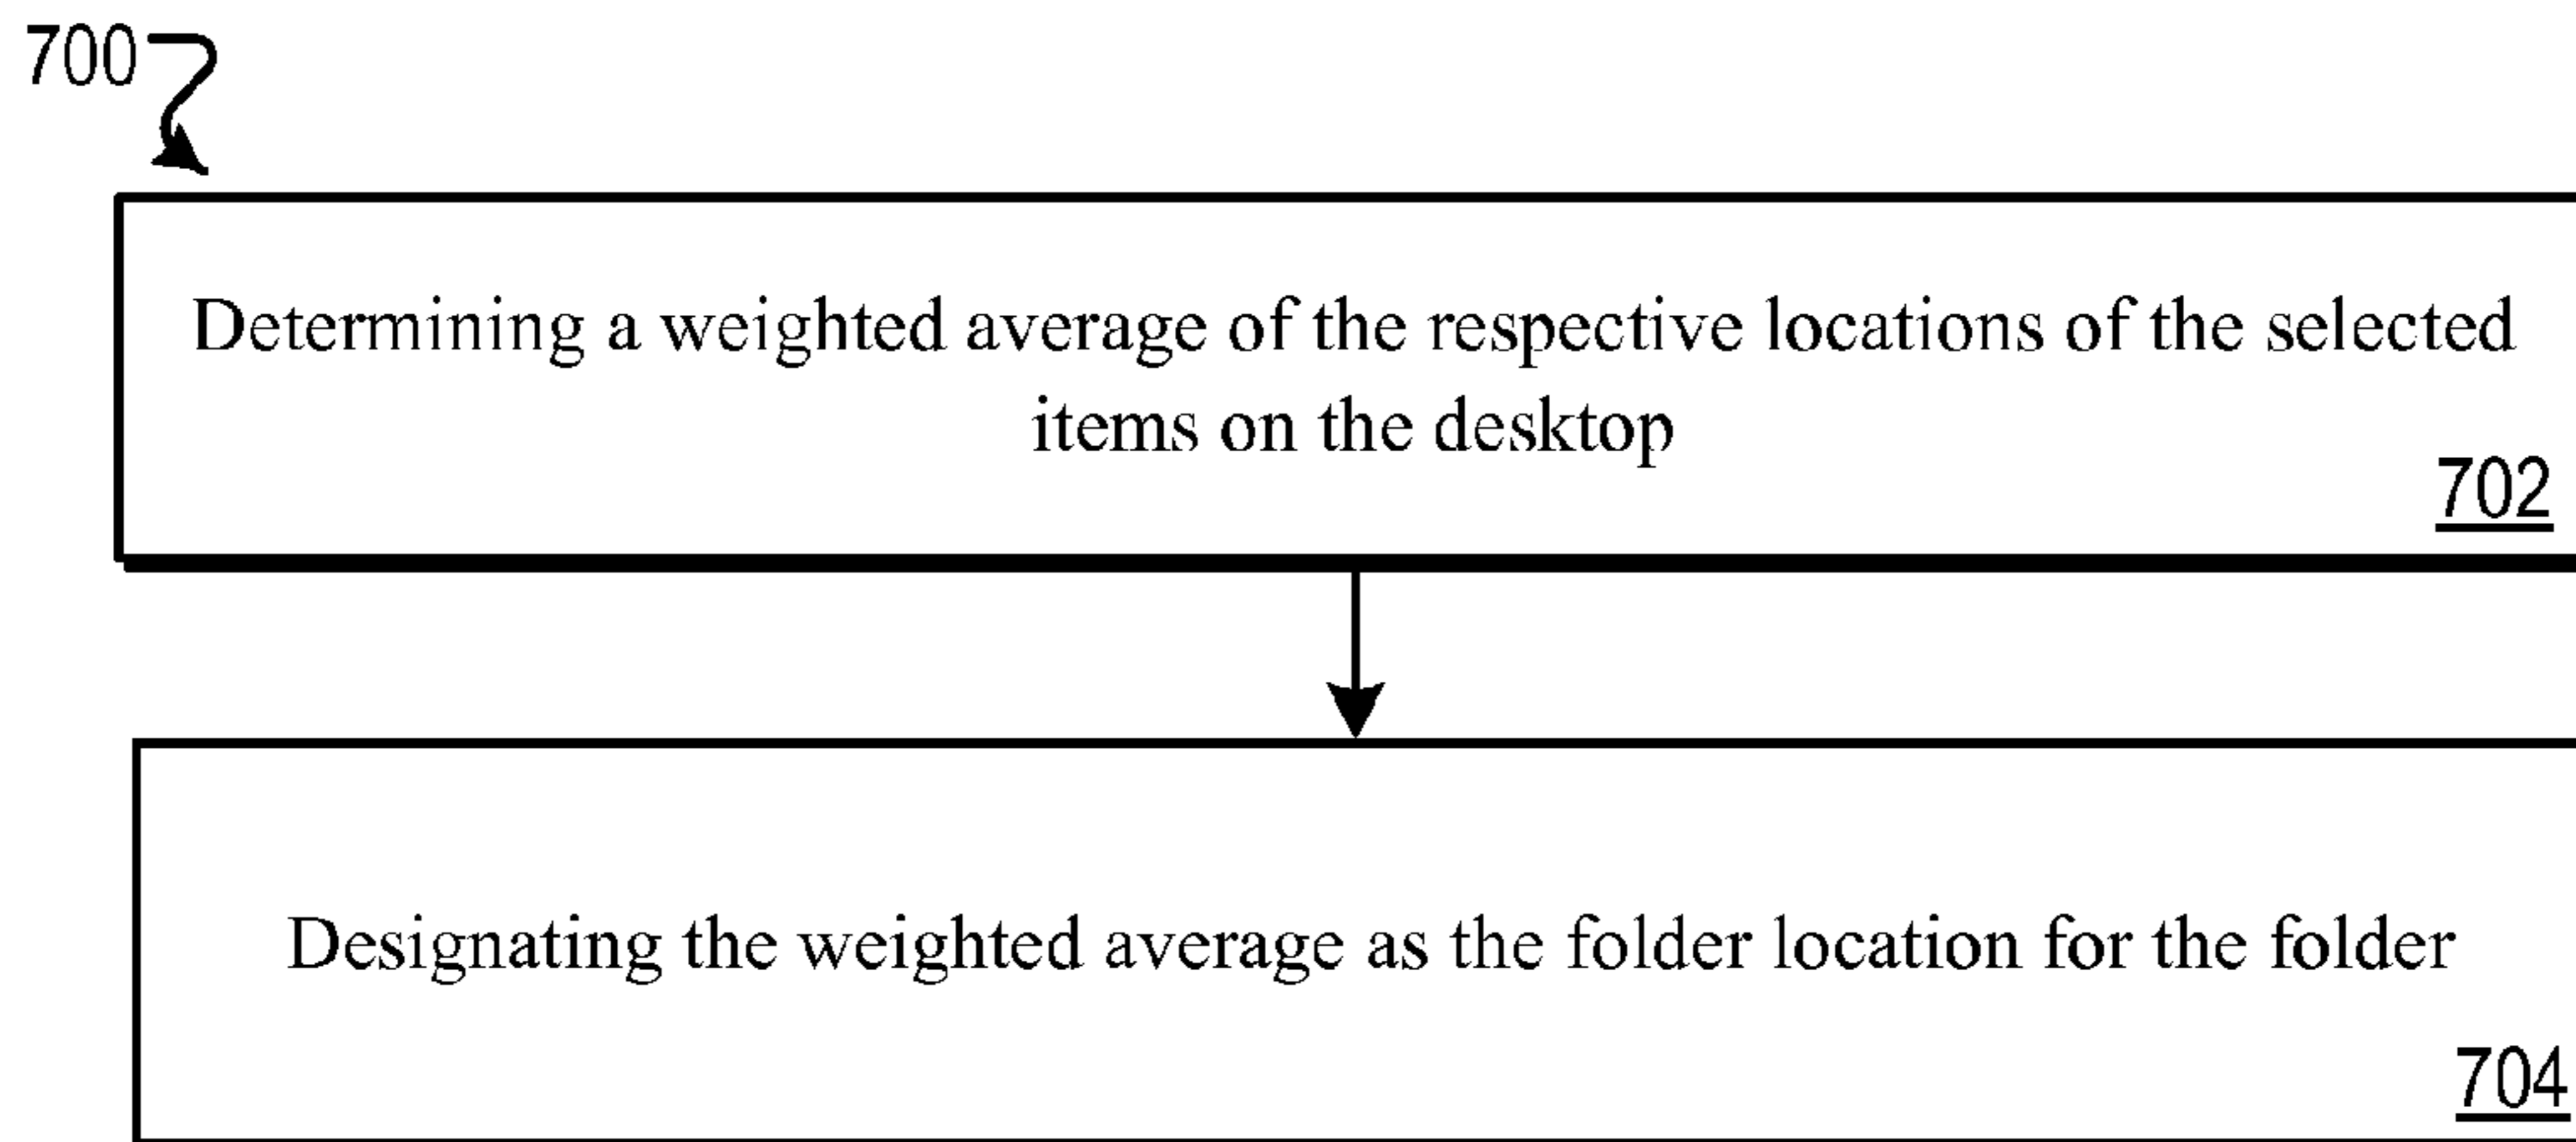 700
Determining a weighted average of the respective locations of the selected
items on the desktop
702
Designating the weighted average as the folder location for the folder
704